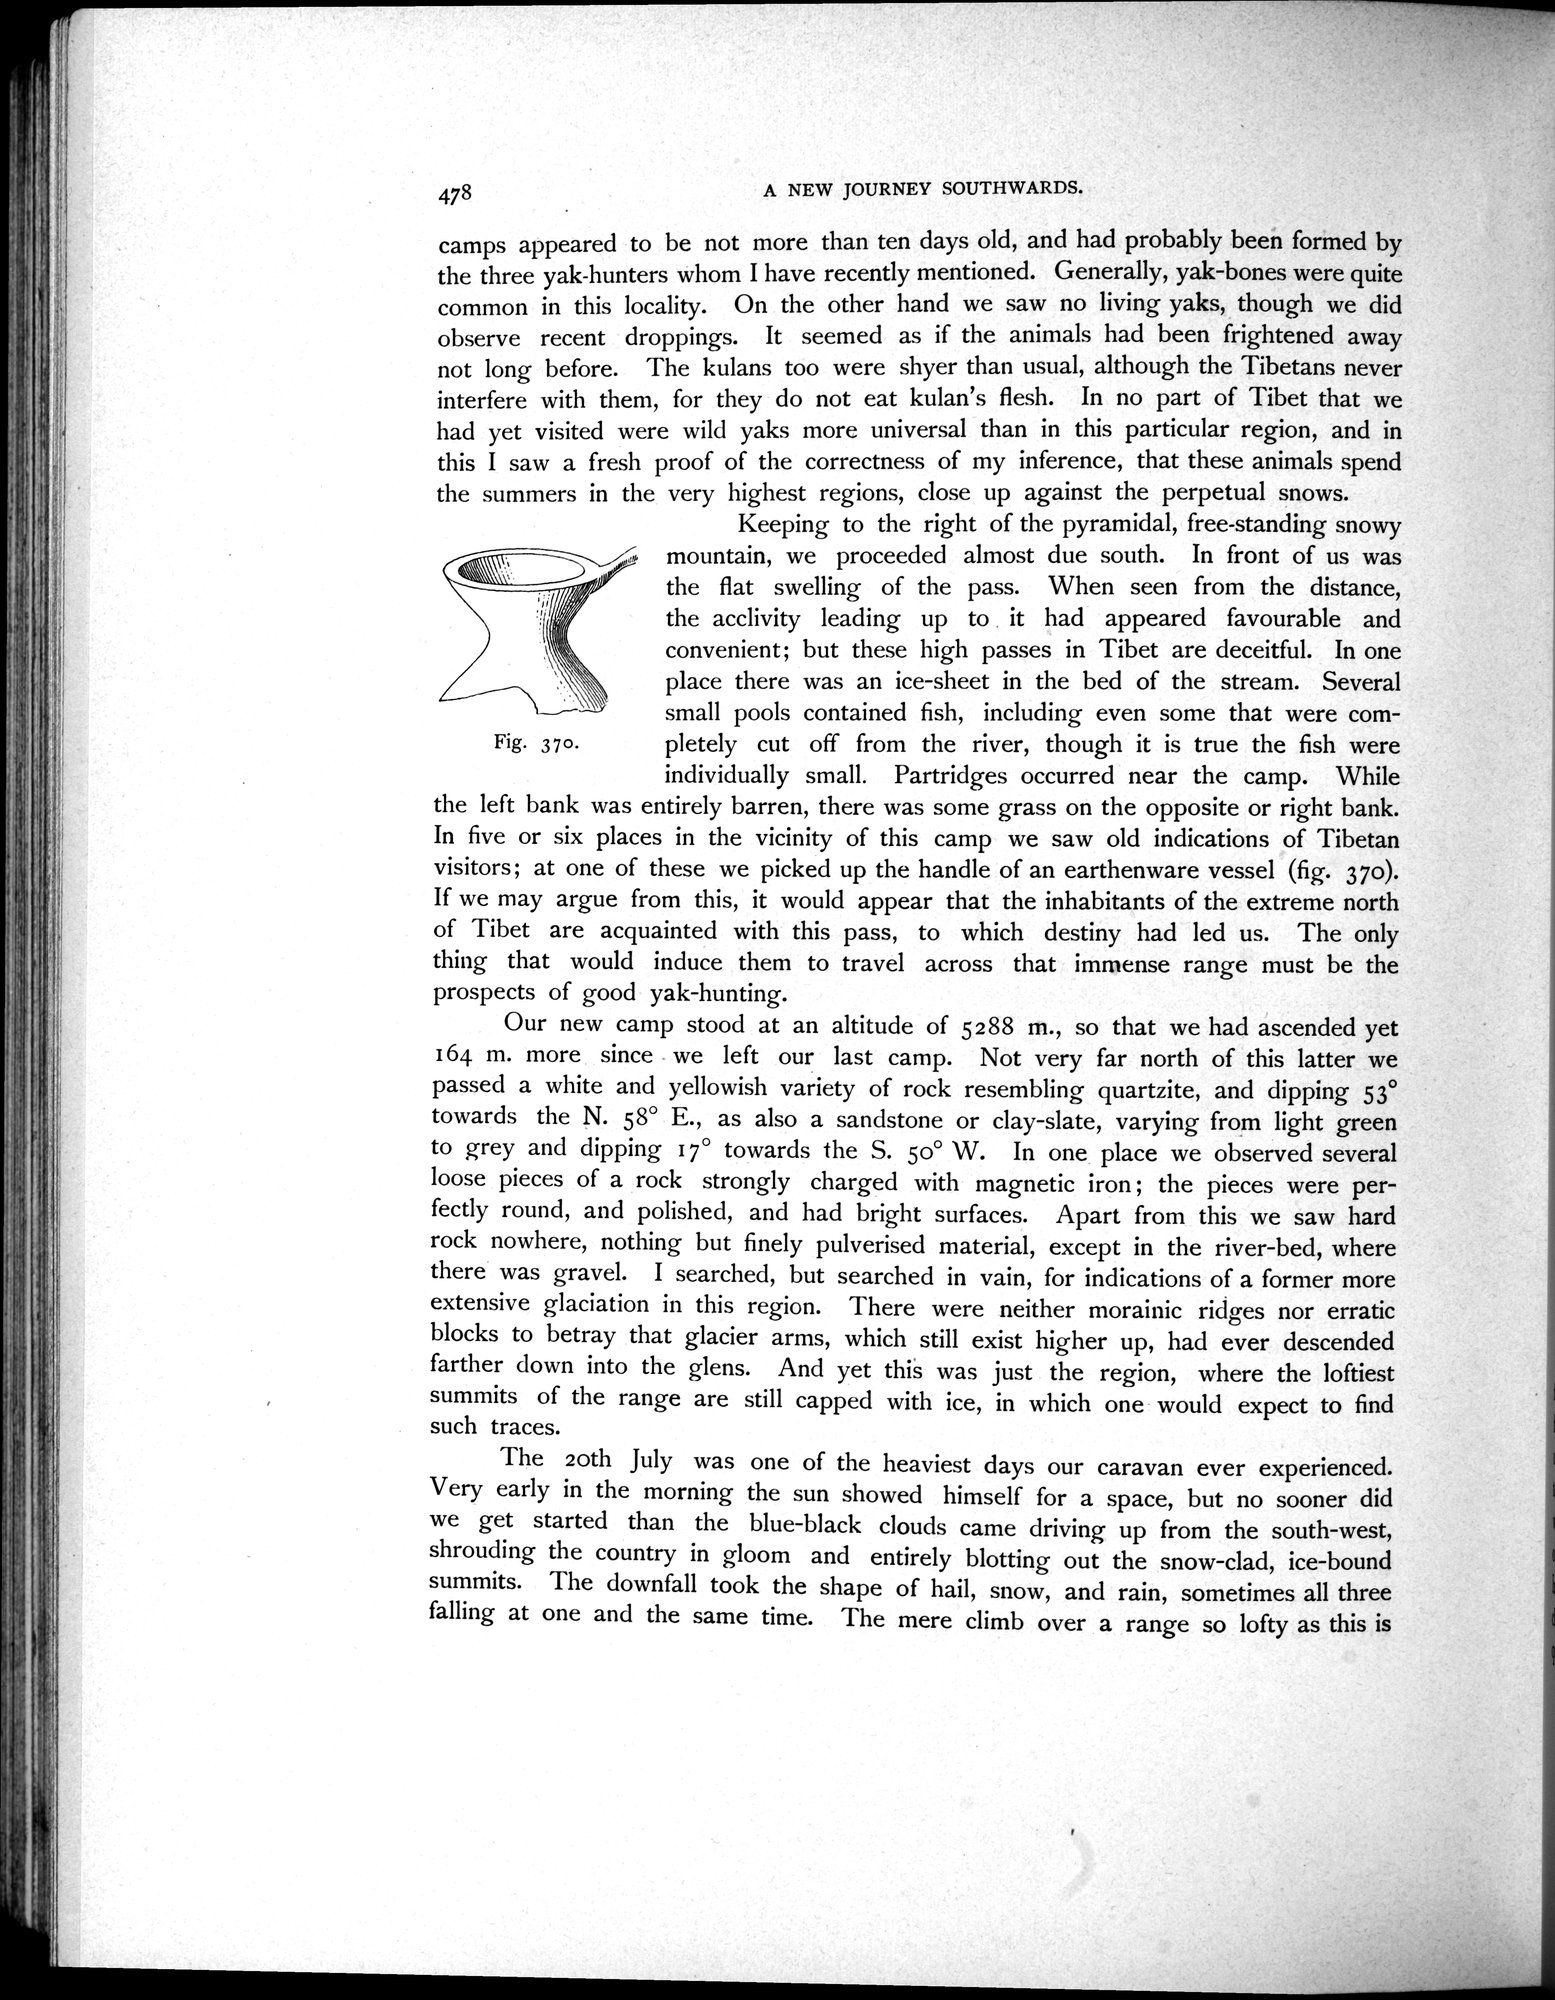 478
A NEW JOURNEY SOUTHWARDS.
camps appeared to be not more than ten days old, and had probably been formed by
the three yak-hunters whom I have recently mentioned. Generally, yak-bones were quite
common in this locality. On the other hand we saw no living yaks, though we did
observe recent droppings. It seemed as if the animals had been frightened away
not long before. The kulans too were shyer than usual, although the Tibetans never
interfere with them, for they do not eat kulan's flesh. In no part of Tibet that we
had yet visited were wild yaks more universal than in this particular region, and in
this I saw a fresh proof of the correctness of my inference, that these animals spend
the summers in the very highest regions, close up against the perpetual snows.
Keeping to the right of the pyramidal, free-standing snowy
mountain, we proceeded almost due south. In front of us was
the flat swelling of the pass. When seen from the distance,
the acclivity leading up to it had appeared favourable and
convenient; but these high passes in Tibet are deceitful. In one
place there was an ice-sheet in the bed of the stream. Several
small pools contained fish, including even some that were com-
pletely cut off from the river, though it is true the fish were
individually small. Partridges occurred near the camp. While
Fig. 370.
the left bank was entirely barren, there was some grass on the opposite or right bank.
In five or six places in the vicinity of this camp we saw old indications of Tibetan
visitors; at one of these we picked up the handle of an earthenware vessel (fig. 370).
If we may argue from this, it would appear that the inhabitants of the extreme north
of Tibet are acquainted with this pass, to which destiny had led us. The only
thing that would induce them to travel across that immense range must be the
prospects of good yak-hunting.
Our new camp stood at an altitude of 5288 m., so that we had ascended yet
164 m. more since we left our last camp. Not very far north of this latter we
passed a white and yellowish variety of rock resembling quartzite, and dipping 53°
towards the N. 58° E., as also a sandstone or clay-slate, varying from light green
to grey and dipping 17° towards the S. 50° W. In one place we observed several
loose pieces of a rock strongly charged with magnetic iron; the pieces were per-
fectly round, and polished, and had bright surfaces. Apart from this we saw hard
rock nowhere, nothing but finely pulverised material, except in the river-bed, where
there was gravel. I searched, but searched in vain, for indications of a former more
extensive glaciation in this region. There were neither morainic ridges nor erratic
blocks to betray that glacier arms, which still exist higher up, had ever descended
farther down into the glens. And yet this was just the region, where the loftiest
summits of the range are still capped with ice, in which one would expect to find
such traces.
The 20th July was one of the heaviest days our caravan ever experienced.
Very early in the morning the sun showed himself for a space, but no sooner did
we get started than the blue-black clouds came driving up from the south-west,
shrouding the country in gloom and entirely blotting out the snow-clad, ice-bound
summits. The downfall took the shape of hail, snow, and rain, sometimes all three
falling at one and the same time. The mere climb over a range so lofty as this is